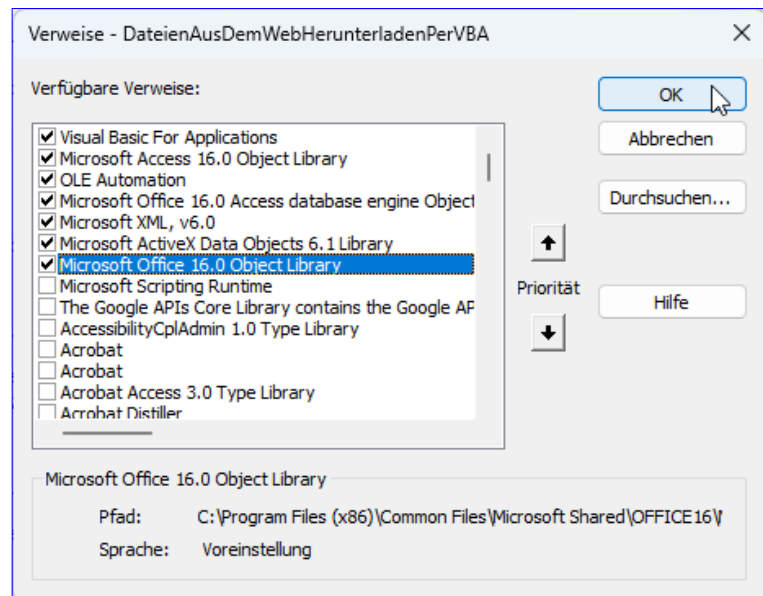 Verweise - DateienAusDemWebHerunterladenPerVBA
Verfügbare Verweise:
OK
Visual Basic For Applications
Microsoft Access 16.0 Object Library
OLE Automation
Microsoft Office 16.0 Access database engine Object
Microsoft XML, v6.0
Microsoft ActiveX Data Objects 6.1 Library
Microsoft Office 16.0 Object Library
Microsoft Scripting Runtime
The Google APIs Core Library contains the Google AP
AccessibilityCplAdmin 1.0 Type Library
Acrobat
Acrobat
Acrobat Access 3.0 Type Library
Acrobat Distiller
Abbrechen
Durchsuchen...
Priorität
Hilfe
Microsoft Office 16.0 Object Library
Pfad: C:\Program Files (x86)\Common Files\Microsoft Shared\OFFICE16\
Sprache: Voreinstellung